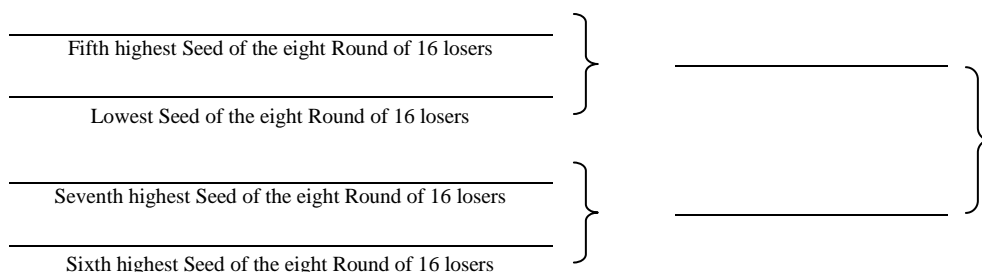 Fifth highest Seed of the eight Round of 16 losers
Lowest Seed of the eight Round of 16 losers
Seventh highest Seed of the eight Round of 16 losers
Sixth highest Seed of the eight Round of 16 losers